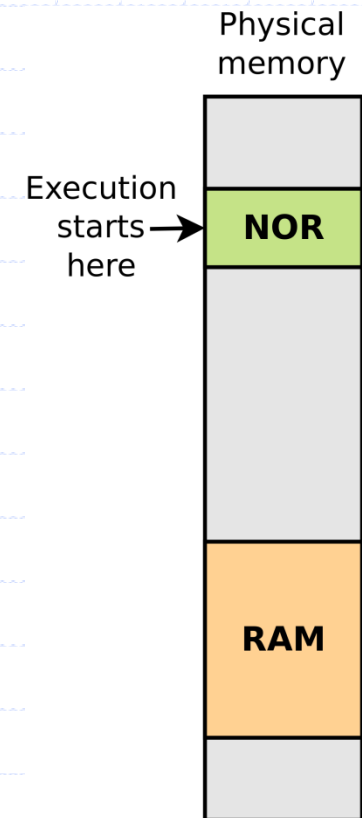 Physical
memory
Execution
starts
here
NOR
RAM